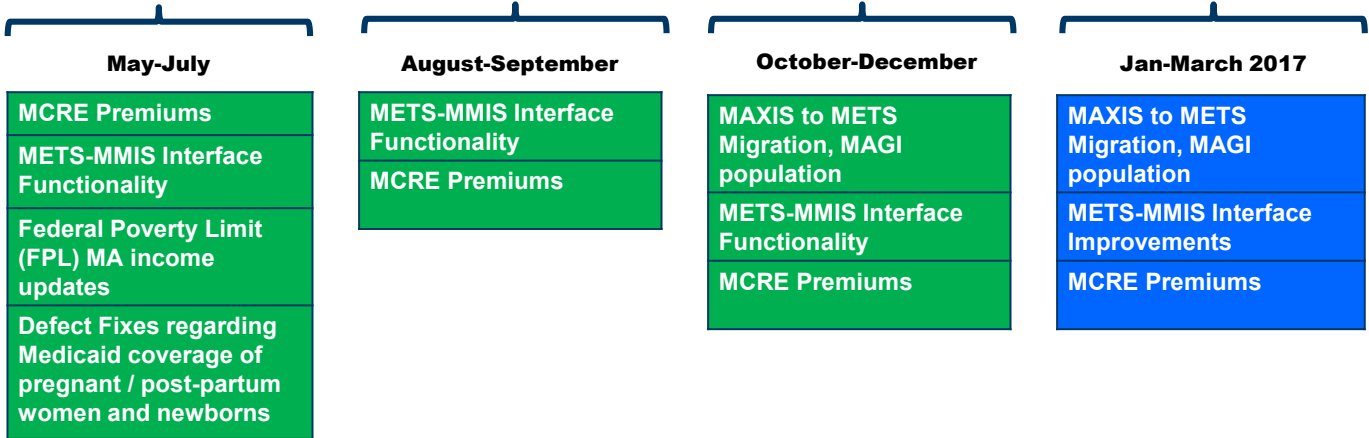 May-July
MCRE Premiums
METS-MMIS Interface
Functionality
Federal Poverty Limit
(FPL) MA income
updates
Defect Fixes regarding
Medicaid coverage of
pregnant / post-partum
women and newborns
August-September
METS-MMIS Interface
Functionality
MCRE Premiums
October-December
MAXIS to METS
Migration, MAGI
population
METS-MMIS Interface
Functionality
MCRE Premiums
Jan-March 2017
MAXIS to METS
Migration, MAGI
population
METS-MMIS Interface
Improvements
MCRE Premiums